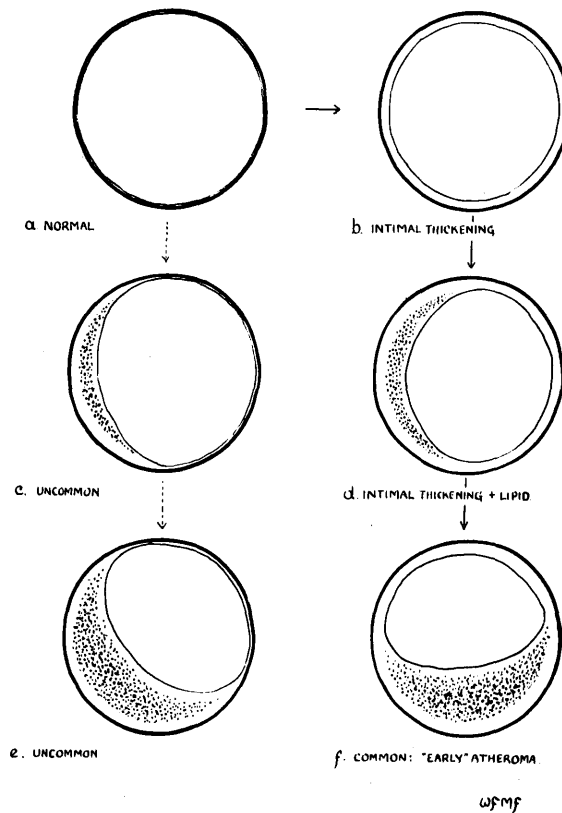 a. NORMAL
b. INTIMAL THICKENING
c. UNCOMMON
d. INTIMAL THICKENING + LIPID
e. UNCOMMON
f. COMMON: "EARLY" ATHEROMA
WFMF